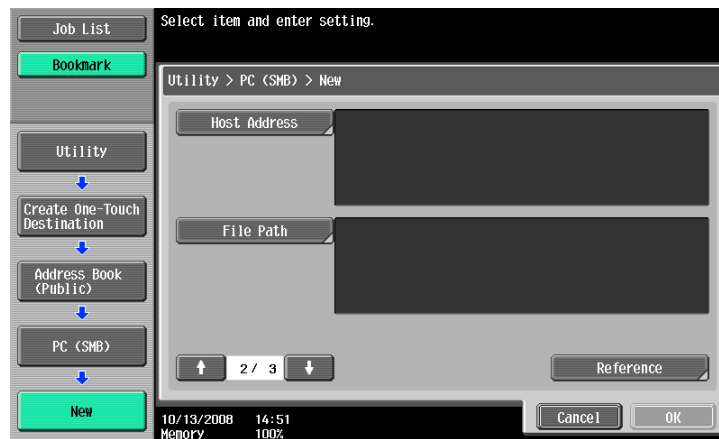 Job List
Bookmark
Utility
Create One-Touch
Destination
Address Book
(Public)
PC (SMB)
New
Select item and enter setting.
Utility > PC (SMB) > New
Host Address
File Path
2/ 3
Reference
10/13/2008 14:51
Memory 100%
Cancel
OK